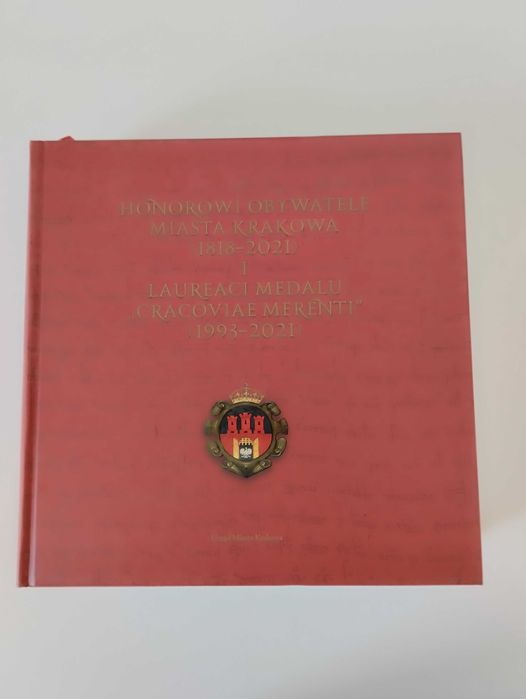 HONOROWI OBYWATELE
MIASTA KRAKOWA
(1818–2021)
I
LAUREACI MEDALU
„CRACOVIAE MERENTI”
(1993–2021)
Urząd Miasta Krakowa